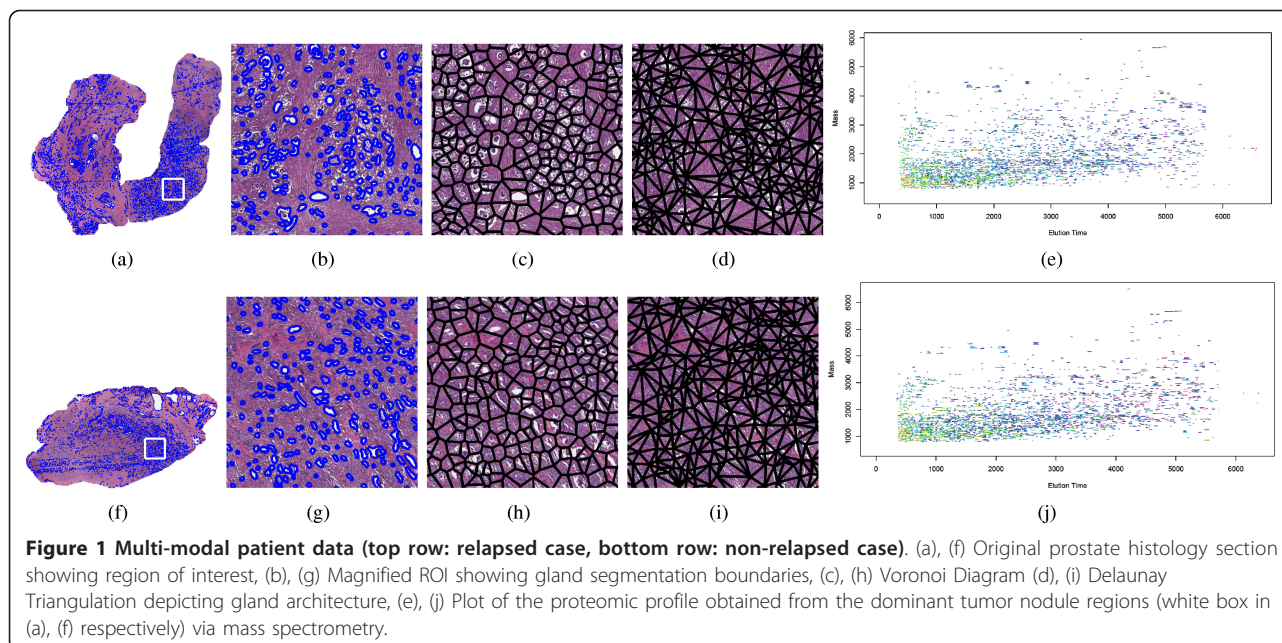 6000
5000
4000
3000
2000
1000
Mass
0 1000 2000 3000 4000 5000 6000
Elution Time
(a) (b) (c) (d) (e)
6000
5000
4000
3000
2000
1000
Mass
0 1000 2000 3000 4000 5000 6000
Elution Time
(f) (g) (h) (i) (j)
Figure 1 Multi-modal patient data (top row: relapsed case, bottom row: non-relapsed case). (a), (f) Original prostate histology section
showing region of interest, (b), (g) Magnified ROI showing gland segmentation boundaries, (c), (h) Voronoi Diagram (d), (i) Delaunay
Triangulation depicting gland architecture, (e), (j) Plot of the proteomic profile obtained from the dominant tumor nodule regions (white box in
(a), (f) respectively) via mass spectrometry.